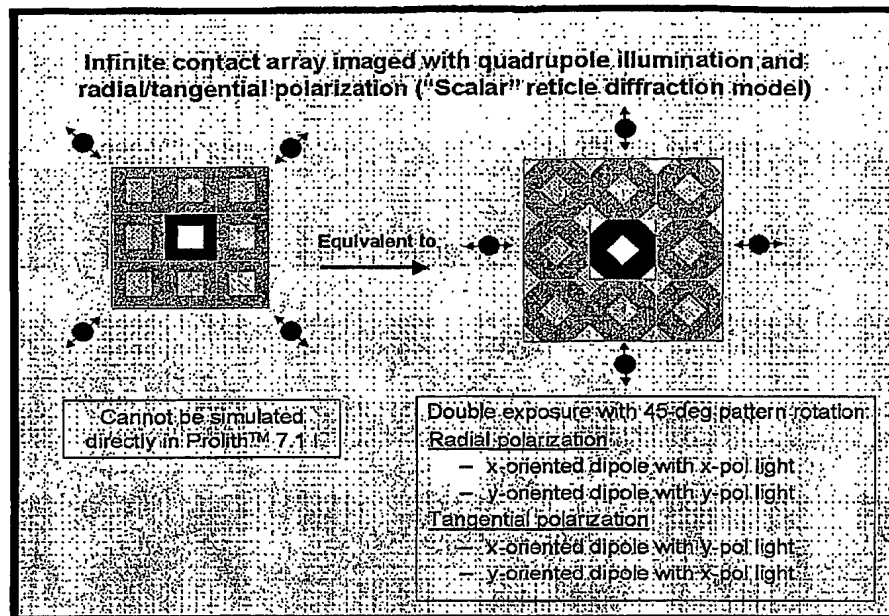 Infinite contact array imaged with quadrupole illumination and
radial/tangential polarization ("Scalar" reticle diffraction model)
Equivalent to
Cannot be simulated
directly in Prolith™ 7.1
Double exposure with 45-deg pattern rotation:
Radial polarization
– x-oriented dipole with x-pol light
– y-oriented dipole with y-pol light
Tangential polarization
– x-oriented dipole with y-pol light
– y-oriented dipole with x-pol light